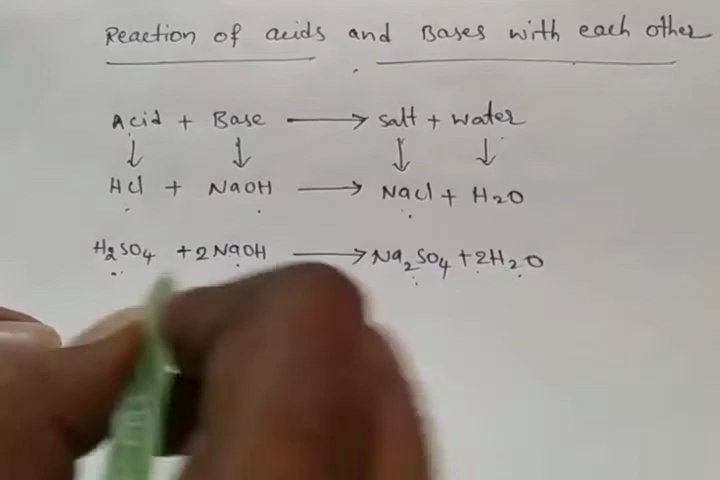 Reaction of acids and Bases with each other
Acid + Base → salt + water
↓ ↓ ↓ ↓
Hcl + NaOH → Nacl + H2O
H2SO4 + 2NaOH → Na2SO4 + 2H2O